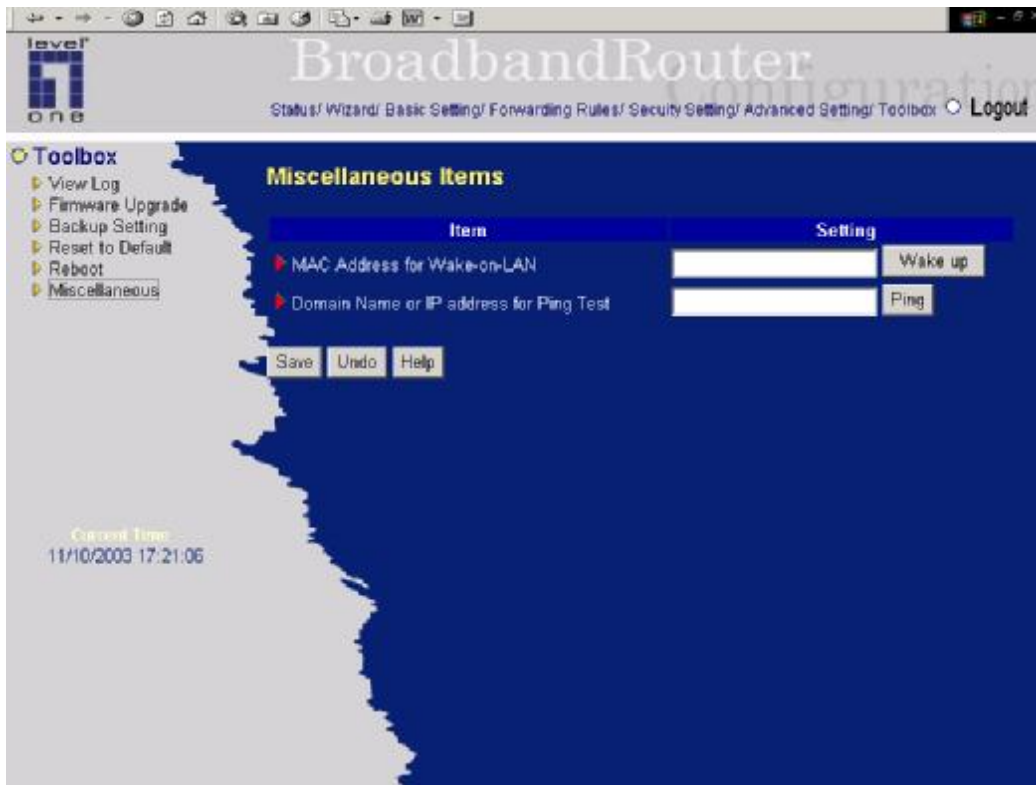 level
one
BroadbandRouter
Configuration
Status/ Wizard/ Basic Setting/ Forwarding Rules/ Secuity Setting/ Advanced Setting/ Toolbox Logout
Toolbox
View Log
Firmware Upgrade
Backup Setting
Reset to Default
Reboot
Miscellaneous
Current Time
11/10/2003 17:21:06
Miscellaneous Items
Item Setting
MAC Address for Wake-on-LAN Wake up
Domain Name or IP address for Ping Test Ping
Save Undo Help